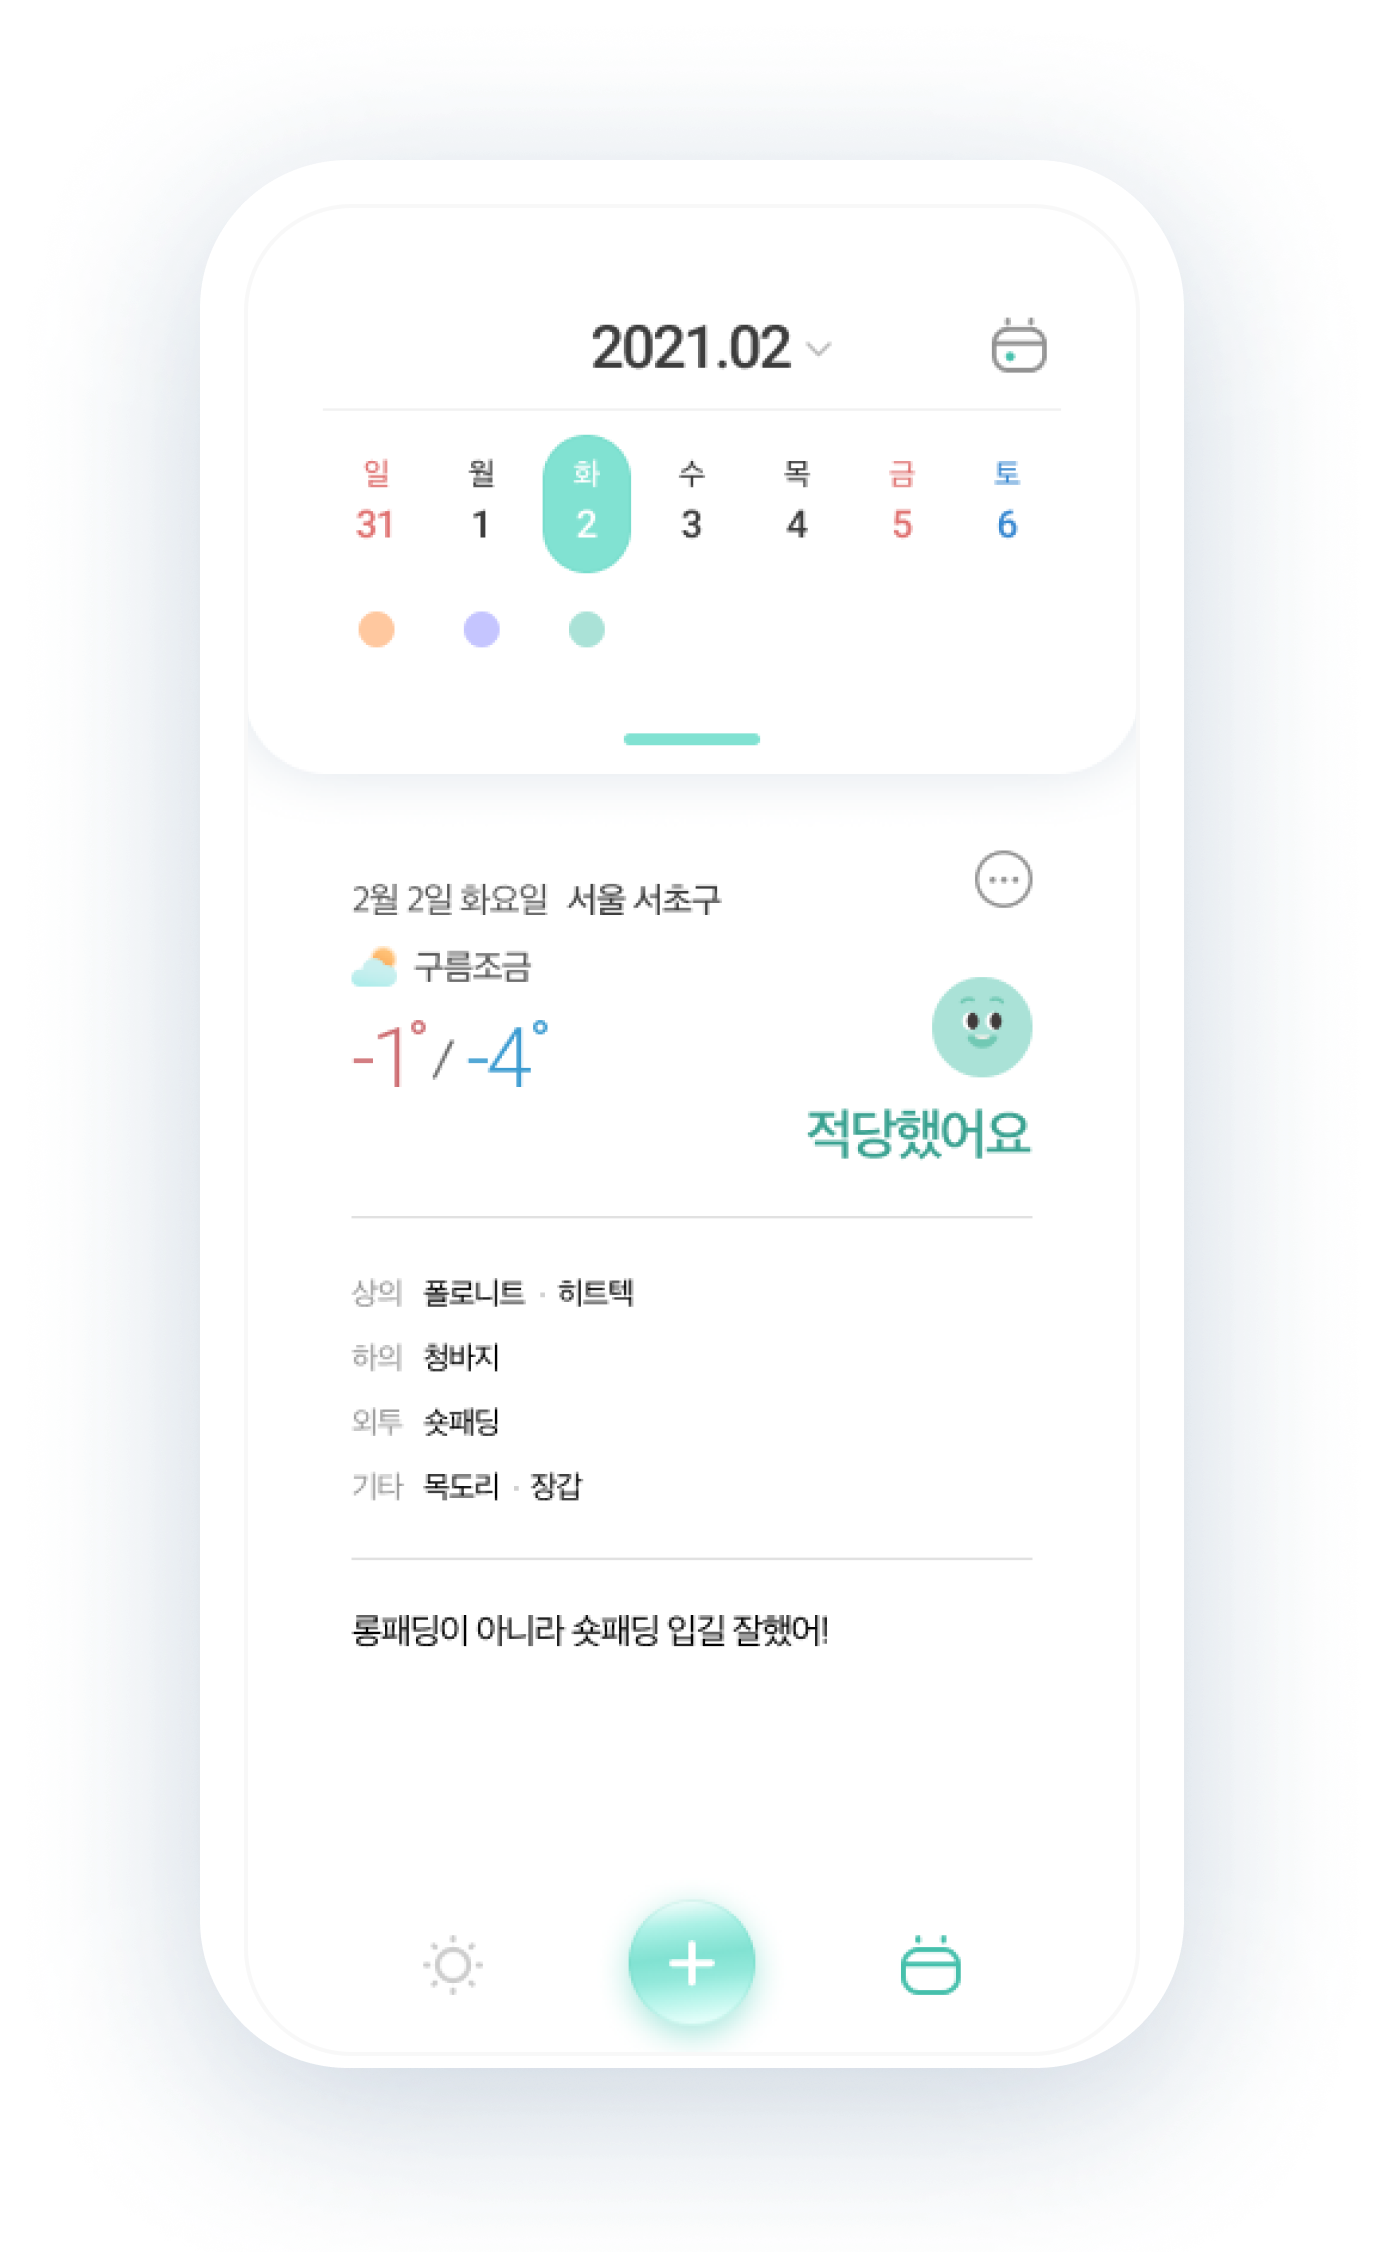 2021.02
일 월 화 수 목 금 토
31 1 2 3 4 5 6
2월 2일 화요일 서울 서초구
구름조금
-1° / -4°
적당했어요
상의 폴로니트 · 히트텍
하의 청바지
외투 숏패딩
기타 목도리 · 장갑
롱패딩이 아니라 숏패딩 입길 잘했어!